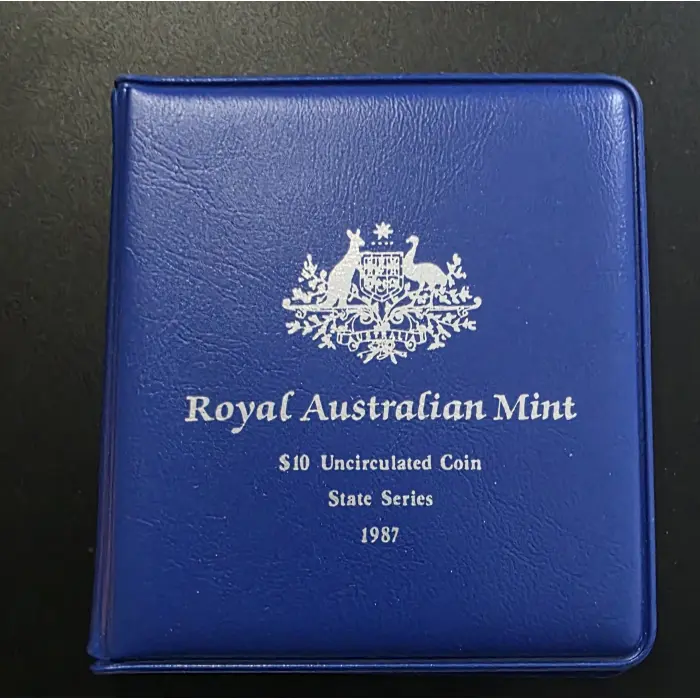 Royal Australian Mint
$10 Uncirculated Coin
State Series
1987